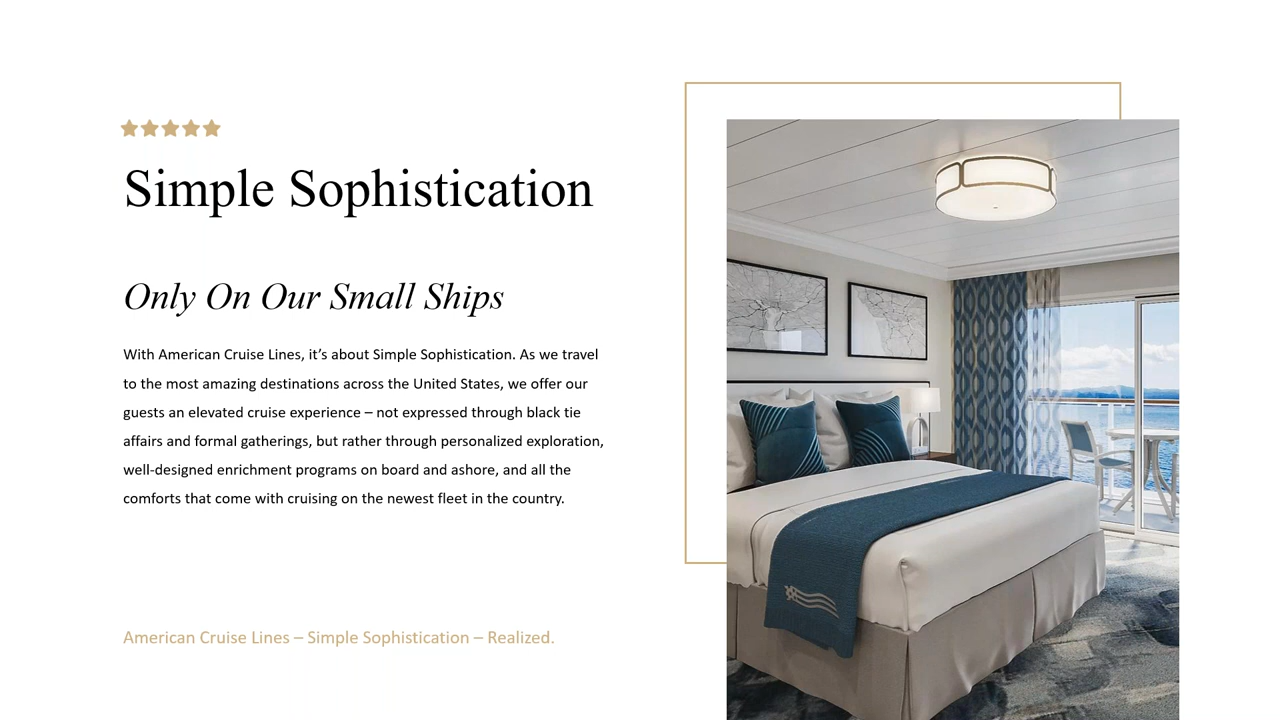 Simple Sophistication
Only On Our Small Ships
With American Cruise Lines, it’s about Simple Sophistication. As we travel
to the most amazing destinations across the United States, we offer our
guests an elevated cruise experience – not expressed through black tie
affairs and formal gatherings, but rather through personalized exploration,
well-designed enrichment programs on board and ashore, and all the
comforts that come with cruising on the newest fleet in the country.
American Cruise Lines – Simple Sophistication – Realized.